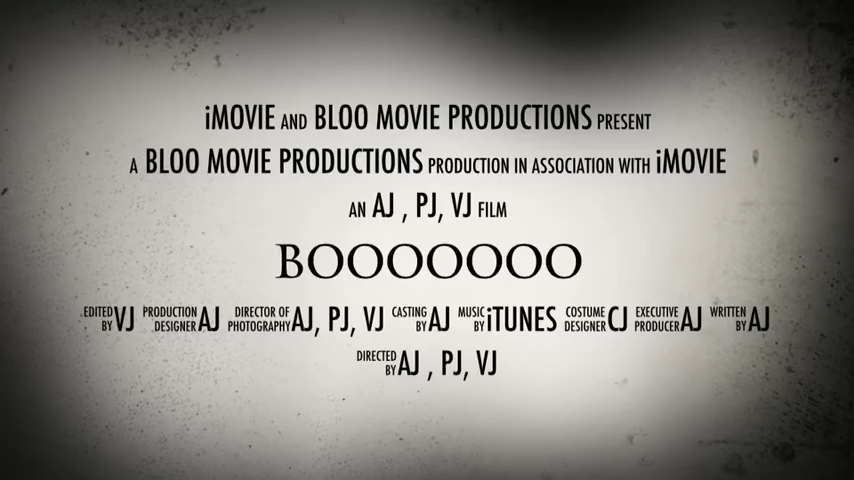 iMOVIE AND BLOO MOVIE PRODUCTIONS PRESENT
A BLOO MOVIE PRODUCTIONS PRODUCTION IN ASSOCIATION WITH iMOVIE
AN AJ , PJ, VJ FILM
BOOOOOOO
EDITED BY VJ PRODUCTION DESIGNER AJ DIRECTOR OF PHOTOGRAPHY AJ, PJ, VJ CASTING BY AJ MUSIC BY iTUNES COSTUME DESIGNER CJ EXECUTIVE PRODUCER AJ WRITTEN BY AJ
DIRECTED BY AJ , PJ, VJ